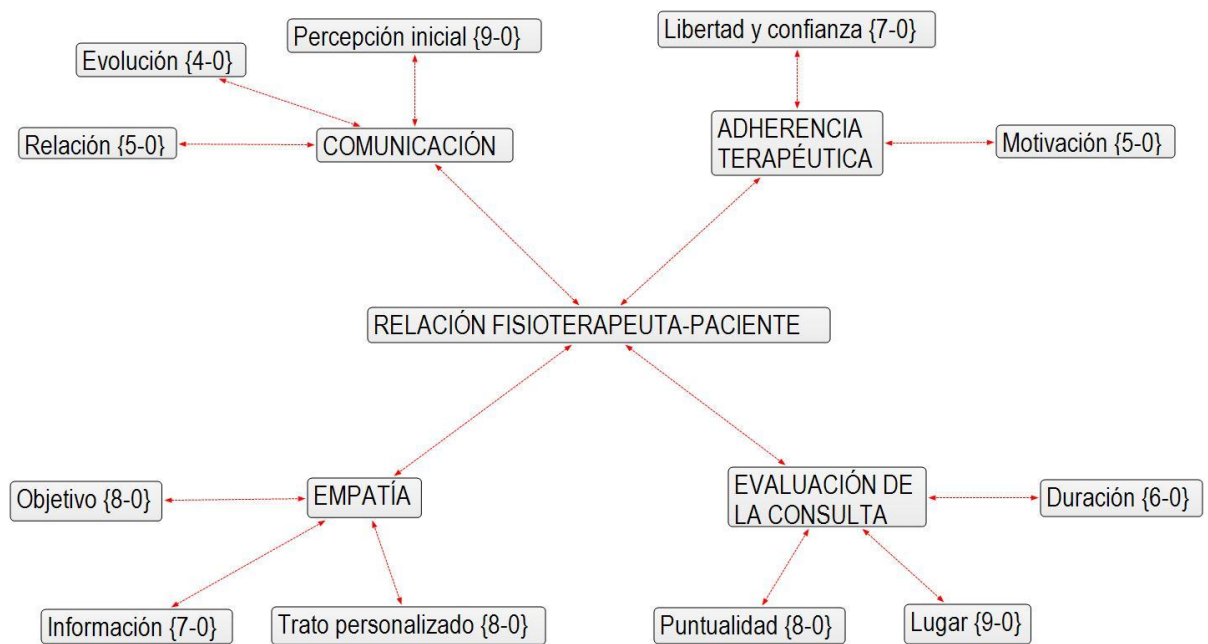 Percepción inicial {9-0}
Libertad y confianza {7-0}
Evolución {4-0}
Relación {5-0}
COMUNICACIÓN
ADHERENCIA
TERAPÉUTICA
Motivación {5-0}
RELACIÓN FISIOTERAPEUTA-PACIENTE
Objetivo {8-0}
EMPATÍA
EVALUACIÓN DE
LA CONSULTA
Duración {6-0}
Información {7-0}
Trato personalizado {8-0}
Puntualidad {8-0}
Lugar {9-0}